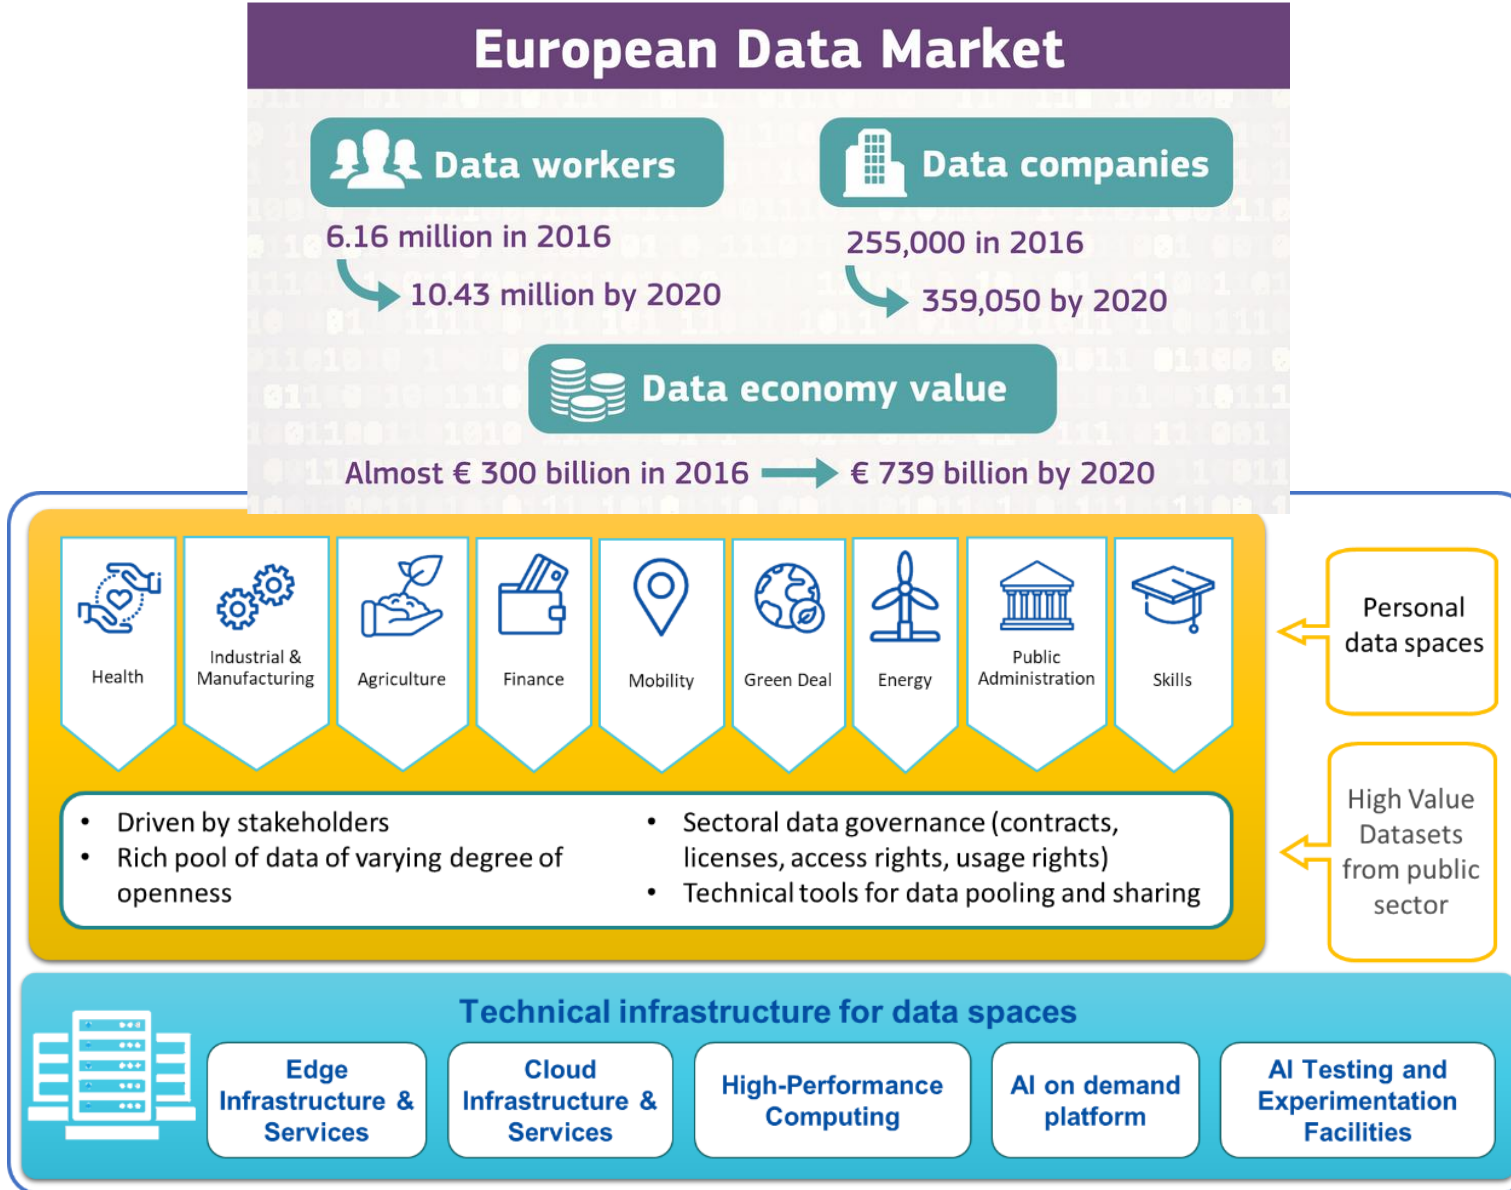 European Data Market
Data workers
6.16 million in 2016
10.43 million by 2020
Data companies
255,000 in 2016
359,050 by 2020
Data economy value
Almost € 300 billion in 2016
€ 739 billion by 2020
Health
Industrial &
Manufacturing
Agriculture
Finance
Mobility
Green Deal
Energy
Public
Administration
Skills
• Driven by stakeholders
• Rich pool of data of varying degree of
openness
• Sectoral data governance (contracts,
licenses, access rights, usage rights)
• Technical tools for data pooling and sharing
Personal
data spaces
High Value
Datasets
from public
sector
Technical infrastructure for data spaces
Edge
Infrastructure &
Services
Cloud
Infrastructure &
Services
High-Performance
Computing
AI on demand
platform
AI Testing and
Experimentation
Facilities